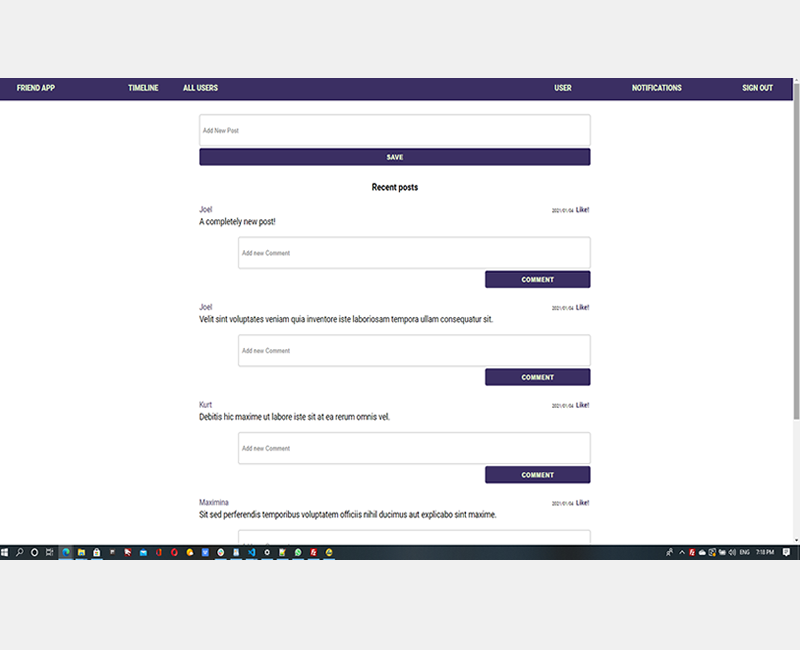 FRIEND APP TIMELINE ALL USERS USER NOTIFICATIONS SIGN OUT
Add New Post
SAVE
Recent posts
Joel 2021/01/04 Like!
A completely new post!
Add new Comment
COMMENT
Joel 2021/01/04 Like!
Velit sint voluptates veniam quia inventore iste laboriosam tempora ullam consequatur sit.
Add new Comment
COMMENT
Kurt 2021/01/04 Like!
Debitis hic maxime ut labore iste sit at ea rerum omnis vel.
Add new Comment
COMMENT
Maximina 2021/01/04 Like!
Sit sed perferendis temporibus voluptatem officiis nihil ducimus aut explicabo sint maxime.
ENG 7:18 PM